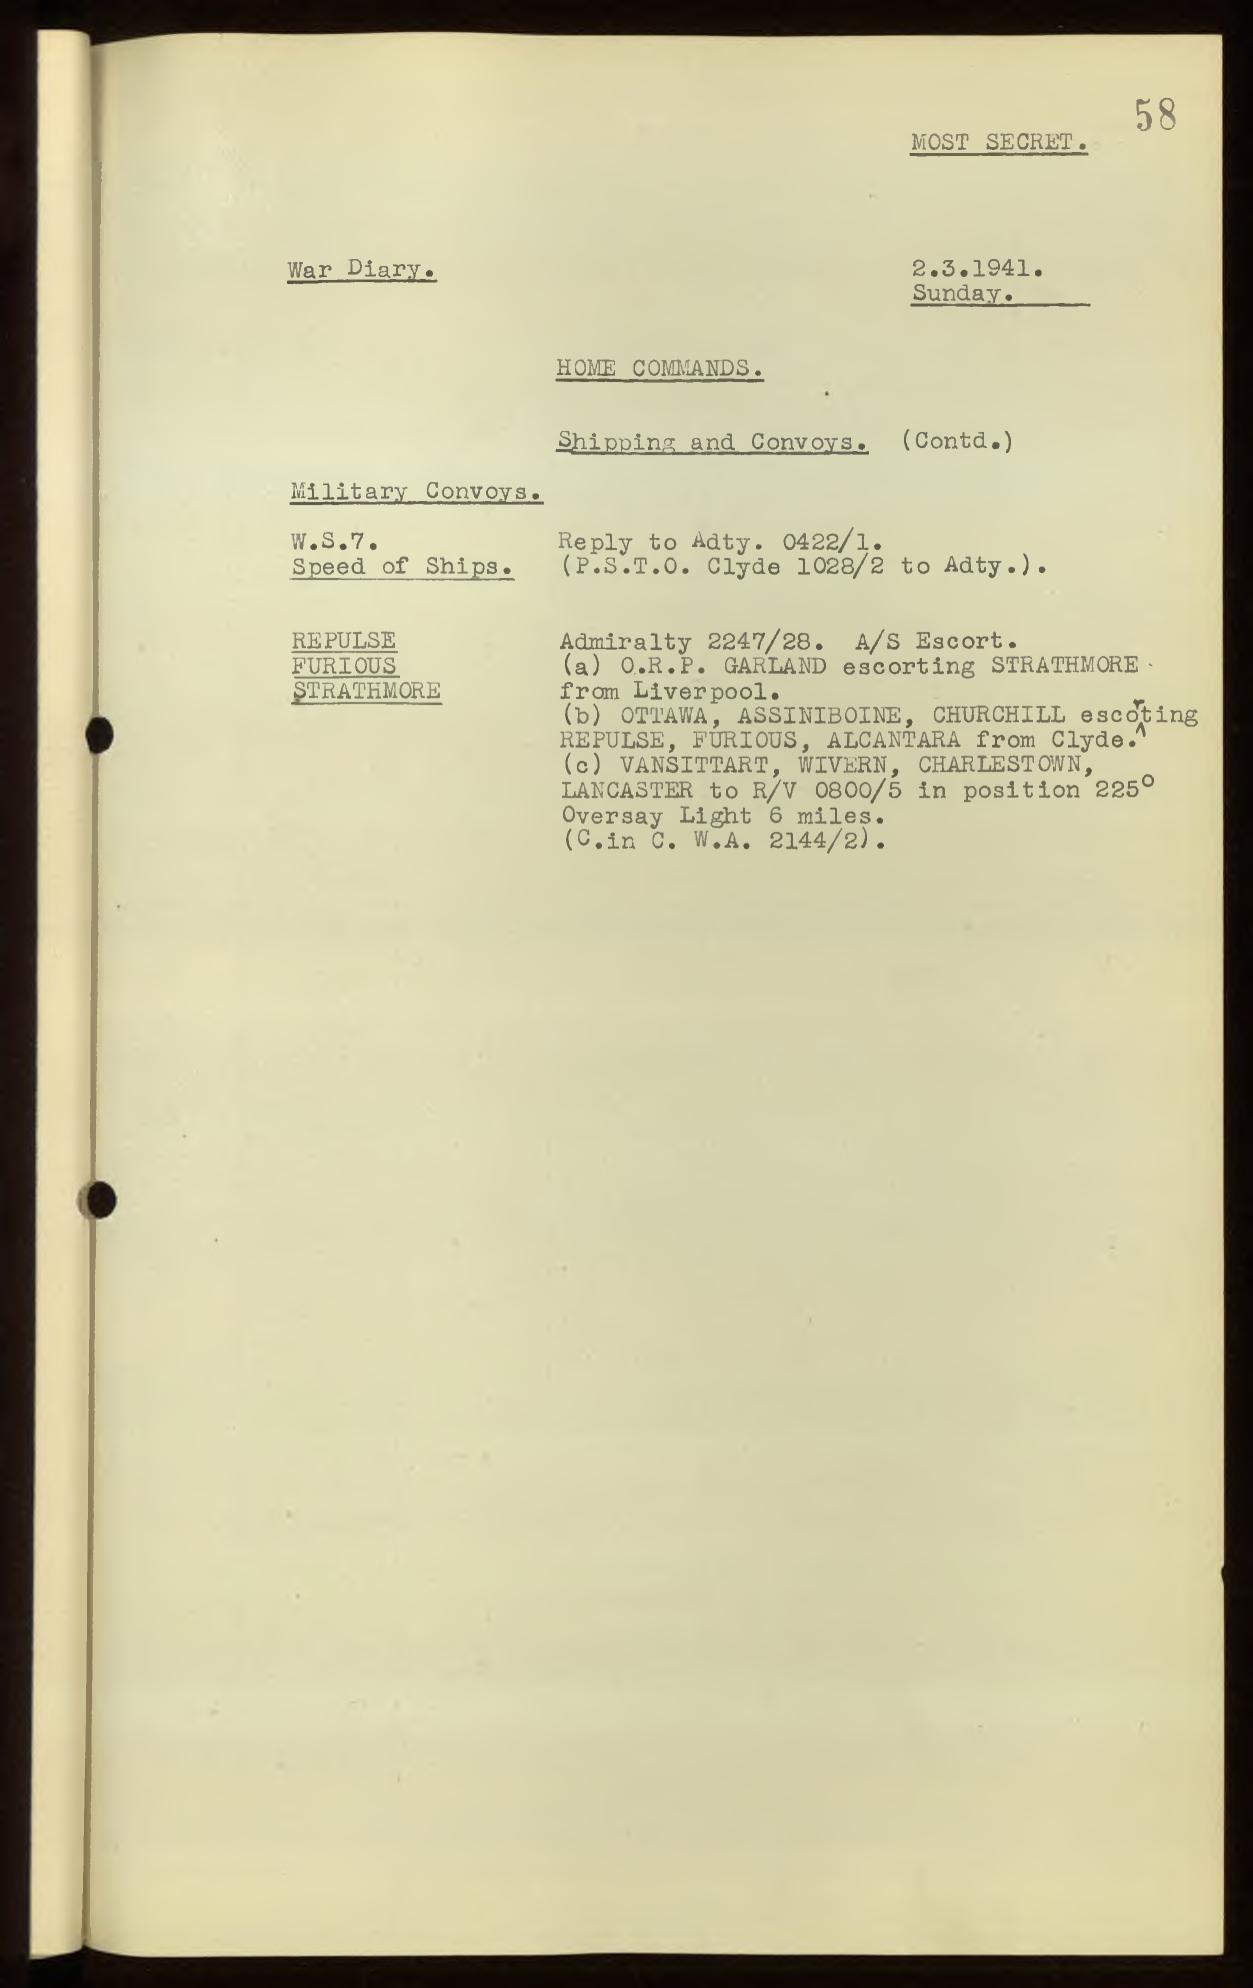 58
MOST SECRET.
War Diary.
2.3.1941.
Sunday.
HOME COMMANDS.
Shipping and Convoys. (Contd.)
Military Convoys.
W.S.7. Reply to Adty. 0422/1.
Speed of Ships. (P.S.T.O. Clyde 1028/2 to Adty.).
REPULSE Admiralty 2247/28. A/S Escort.
FURIOUS (a) O.R.P. GARLAND escorting STRATHMORE
STRATHMORE from Liverpool.
(b) OTTAWA, ASSINIBOINE, CHURCHILL escorting
REPULSE, FURIOUS, ALCANTARA from Clyde.
(c) VANSITTART, WIVERN, CHARLESTOWN,
LANCASTER to R/V 0800/5 in position 225°
Oversay Light 6 miles.
(C.in C. W.A. 2144/2).